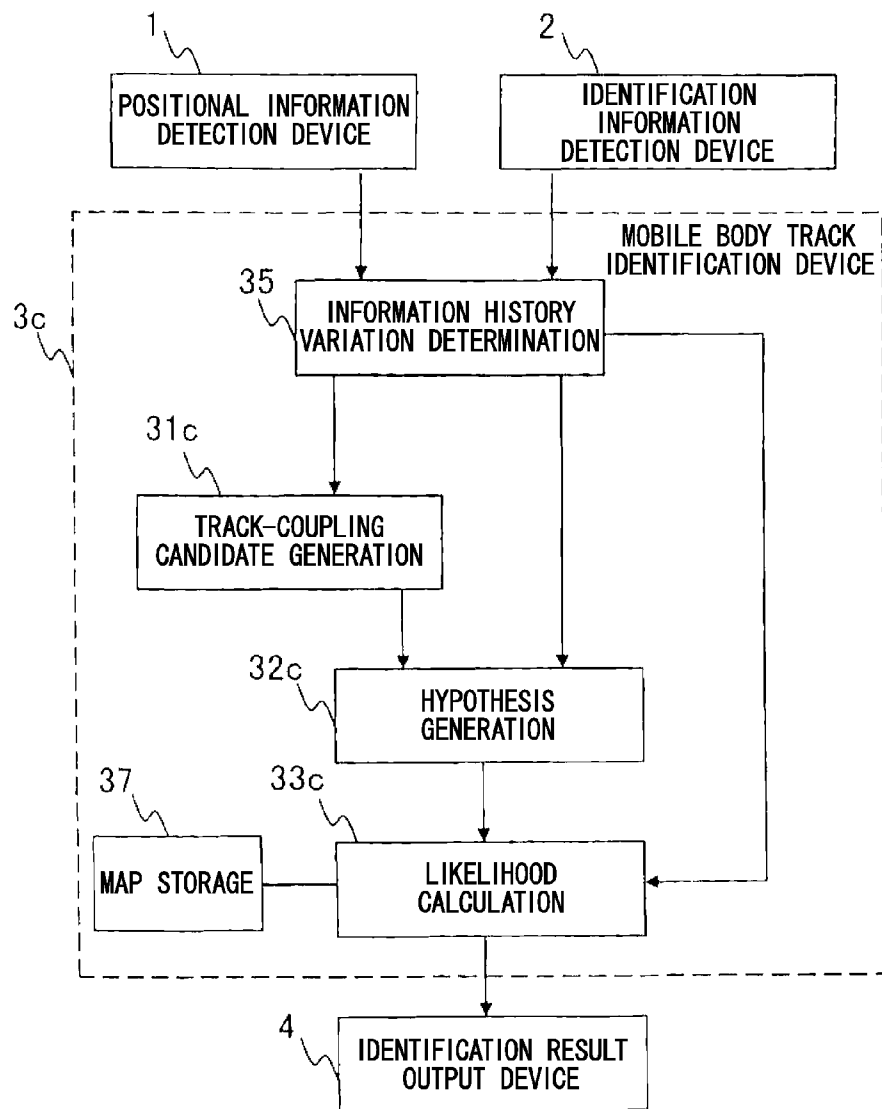 1
POSITIONAL INFORMATION
DETECTION DEVICE
2
IDENTIFICATION
INFORMATION
DETECTION DEVICE
MOBILE BODY TRACK
IDENTIFICATION DEVICE
3c
35
INFORMATION HISTORY
VARIATION DETERMINATION
31c
TRACK-COUPLING
CANDIDATE GENERATION
32c
HYPOTHESIS
GENERATION
37
MAP STORAGE
33c
LIKELIHOOD
CALCULATION
4
IDENTIFICATION RESULT
OUTPUT DEVICE